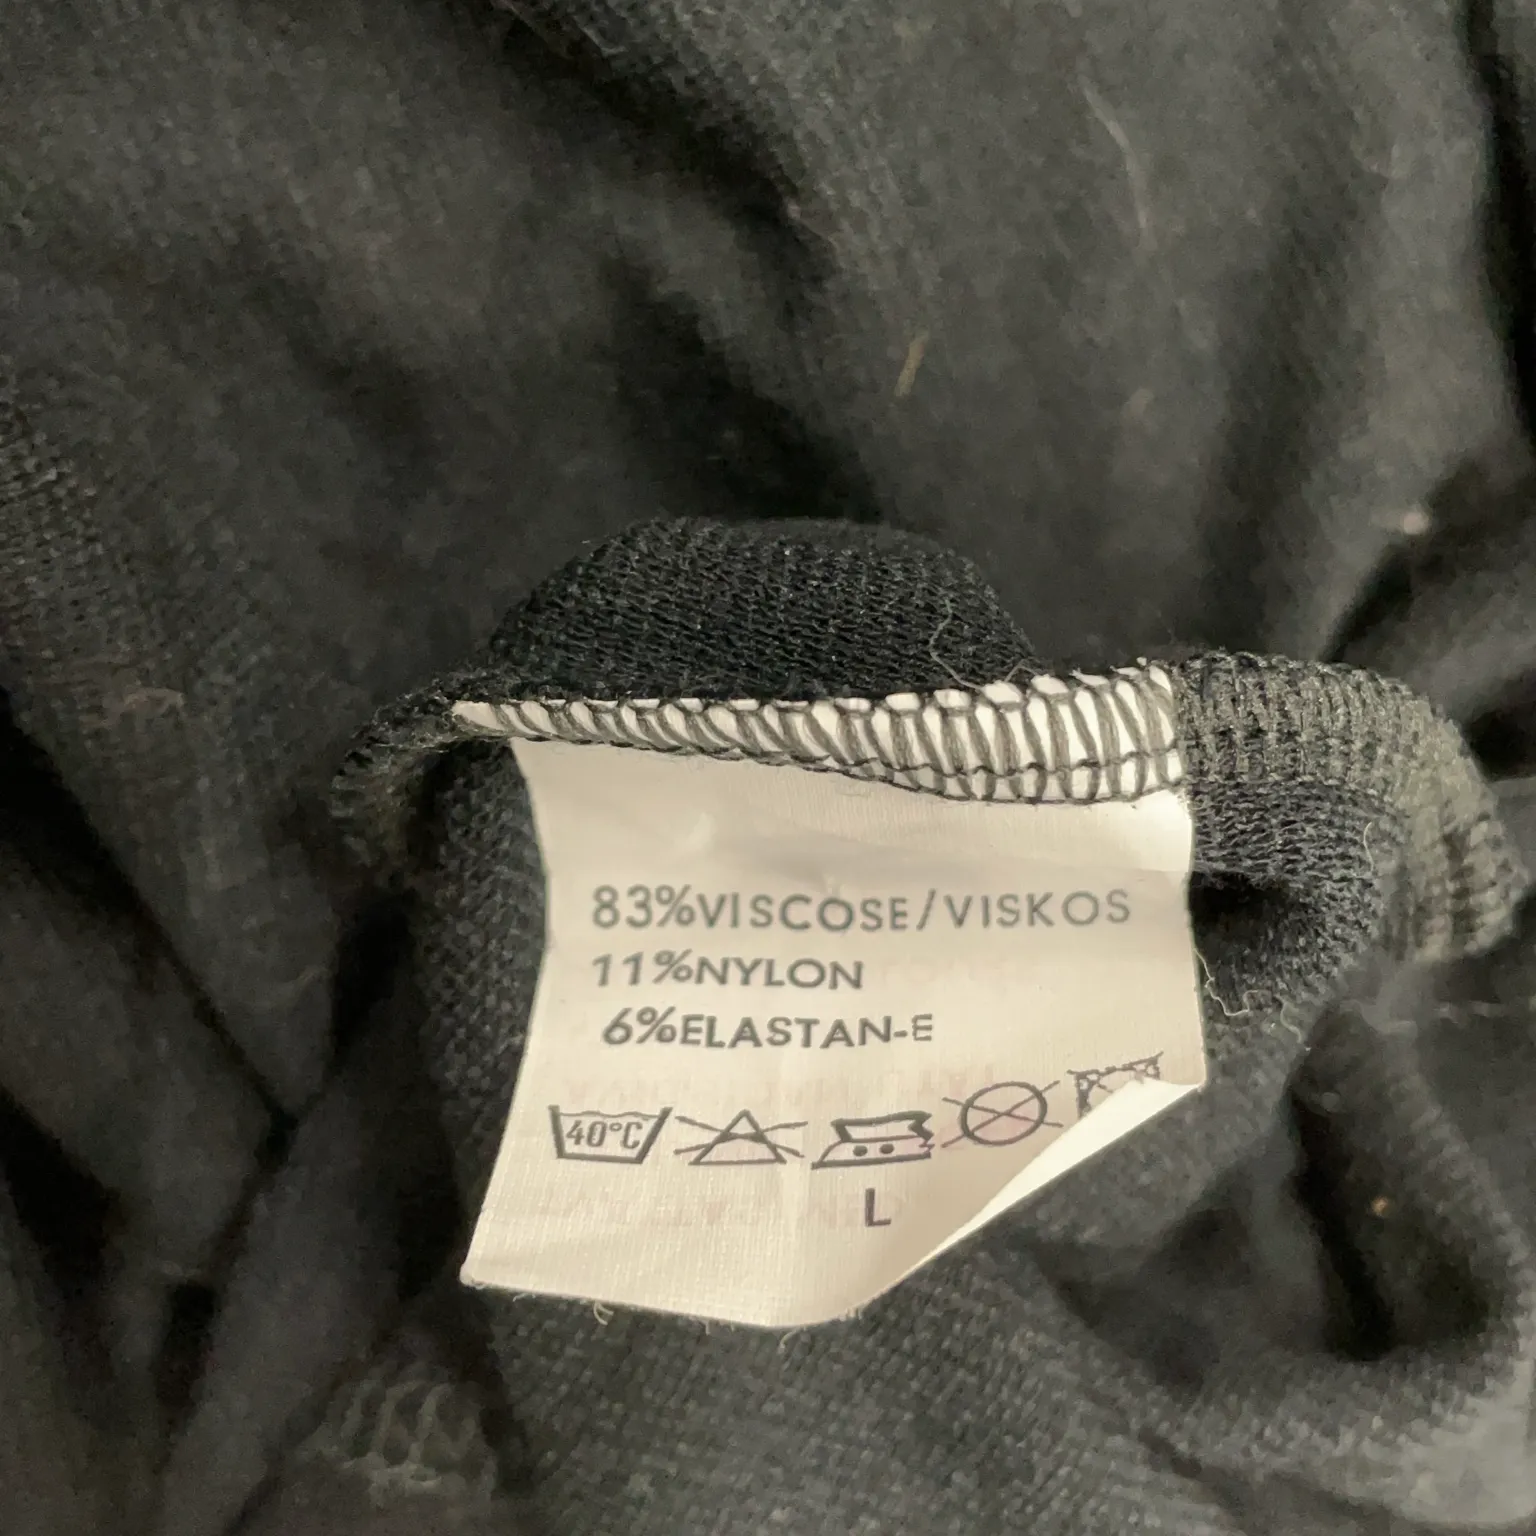 83%VISCOSE/VISKOS
11%NYLON
6%ELASTAN-E
40°C
L